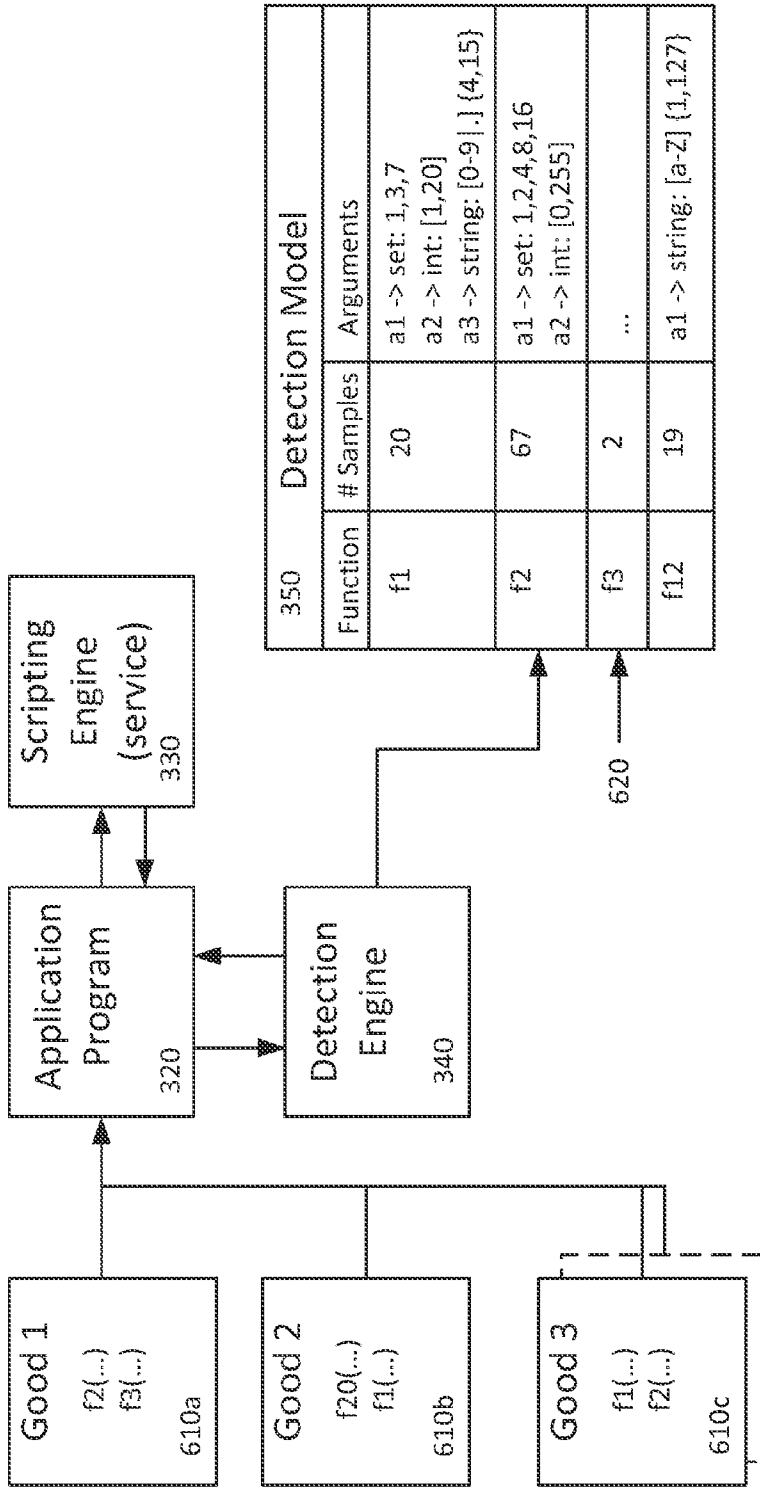 Good 1
f2(...)
f3(...)
610a
Good 2
f20(...)
f1(...)
610b
Good 3
f1(...)
f2(...)
610c
Application
Program
320
Detection
Engine
340
Scripting
Engine
(service)
330
620
350 Detection Model
Function # Samples Arguments
f1 20 a1 -> set: 1,3,7
a2 -> int: [1,20]
a3 -> string: [0-9|.] {4,15}
f2 67 a1 -> set: 1,2,4,8,16
a2 -> int: [0,255]
f3 2 ...
f12 19 a1 -> string: [a-Z] {1,127}